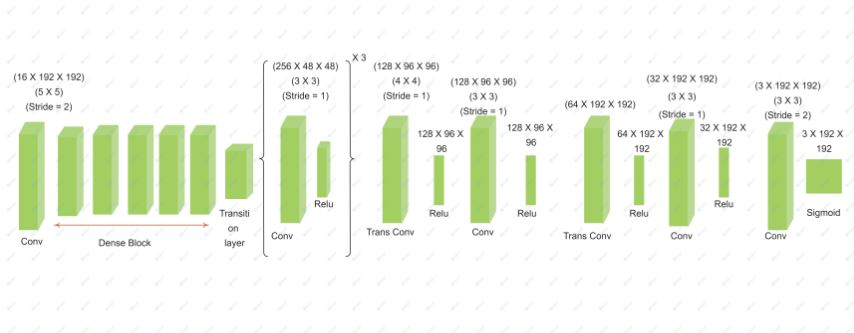 (16 X 192 X 192)
(5 X 5)
(Stride = 2)
Conv
Dense Block
Transiti
on
layer
(256 X 48 X 48)
(3 X 3)
(Stride = 1)
Conv
Relu
X 3
(128 X 96 X 96)
(4 X 4)
(Stride = 1)
Trans Conv
128 X 96 X
96
Relu
(128 X 96 X 96)
(3 X 3)
(Stride = 1)
Conv
128 X 96 X
96
Relu
(64 X 192 X 192)
Trans Conv
64 X 192 X
192
Relu
(32 X 192 X 192)
(3 X 3)
(Stride = 1)
Conv
32 X 192 X
192
Relu
(3 X 192 X 192)
(3 X 3)
(Stride = 2)
Conv
3 X 192 X
192
Sigmoid